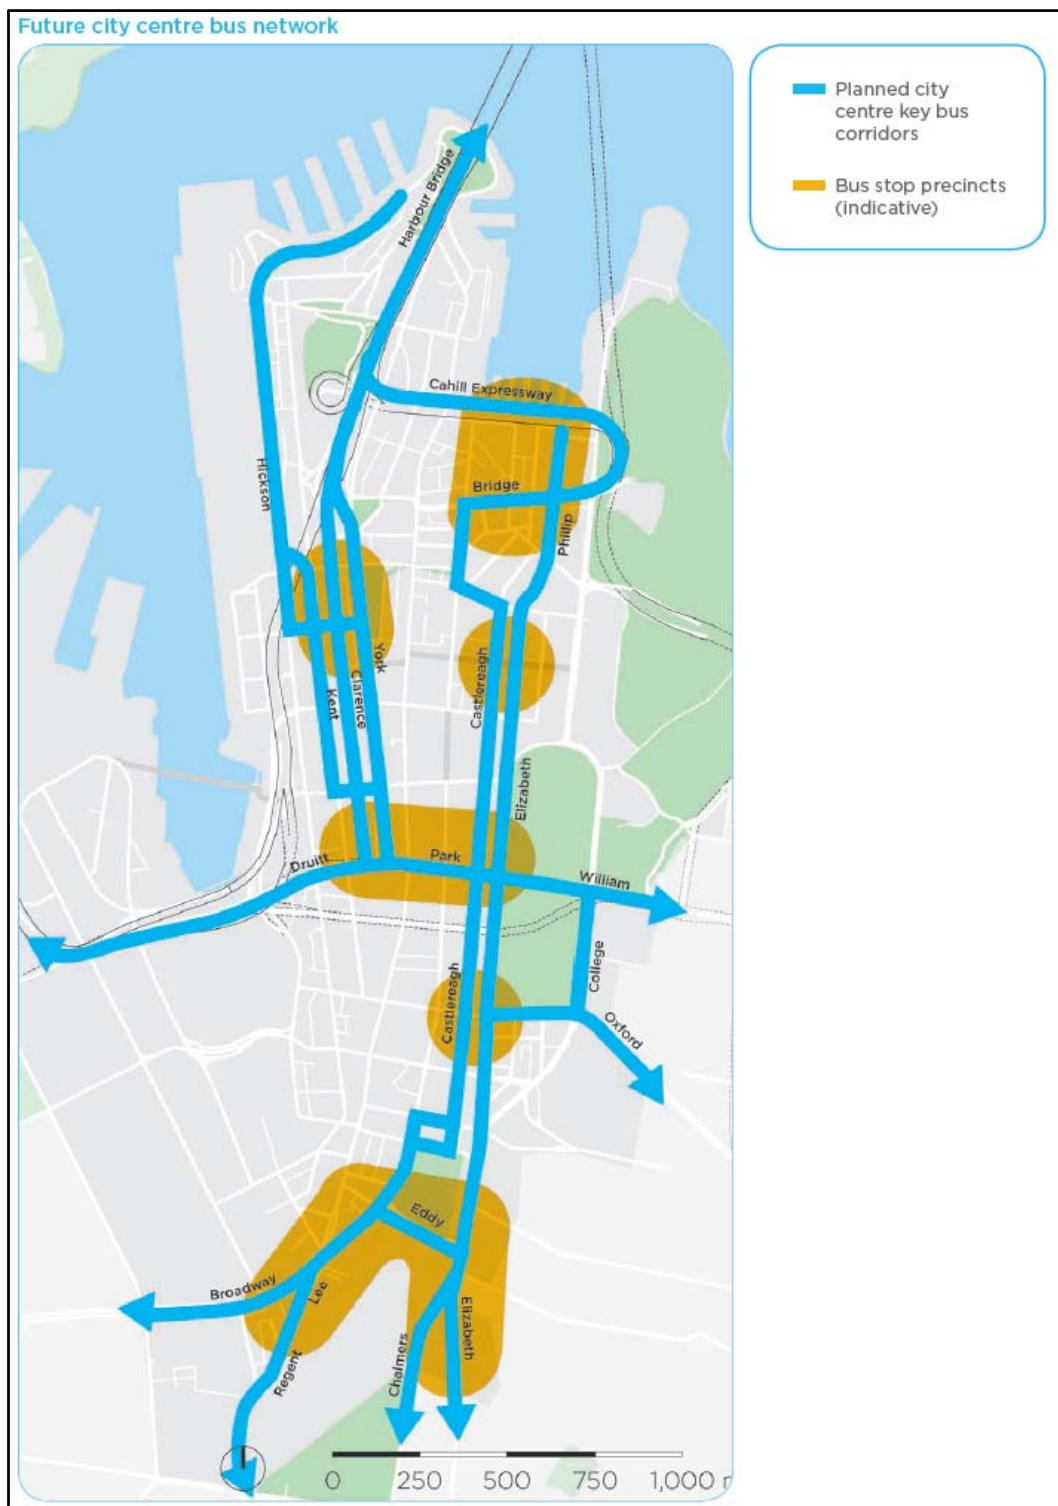 Future city centre bus network
Planned city
centre key bus
corridors
Bus stop precincts
(indicative)
Harbour Bridge
Cahill Expressway
Hickson
Bridge
Phillip
York
Castlereagh
Kent
Clarence
Elizabeth
Druitt
Park
William
Castlereagh
College
Oxford
Eddy
Broadway
Lee
Elizabeth
Chalmers
Regent
0 250 500 750 1,000 r